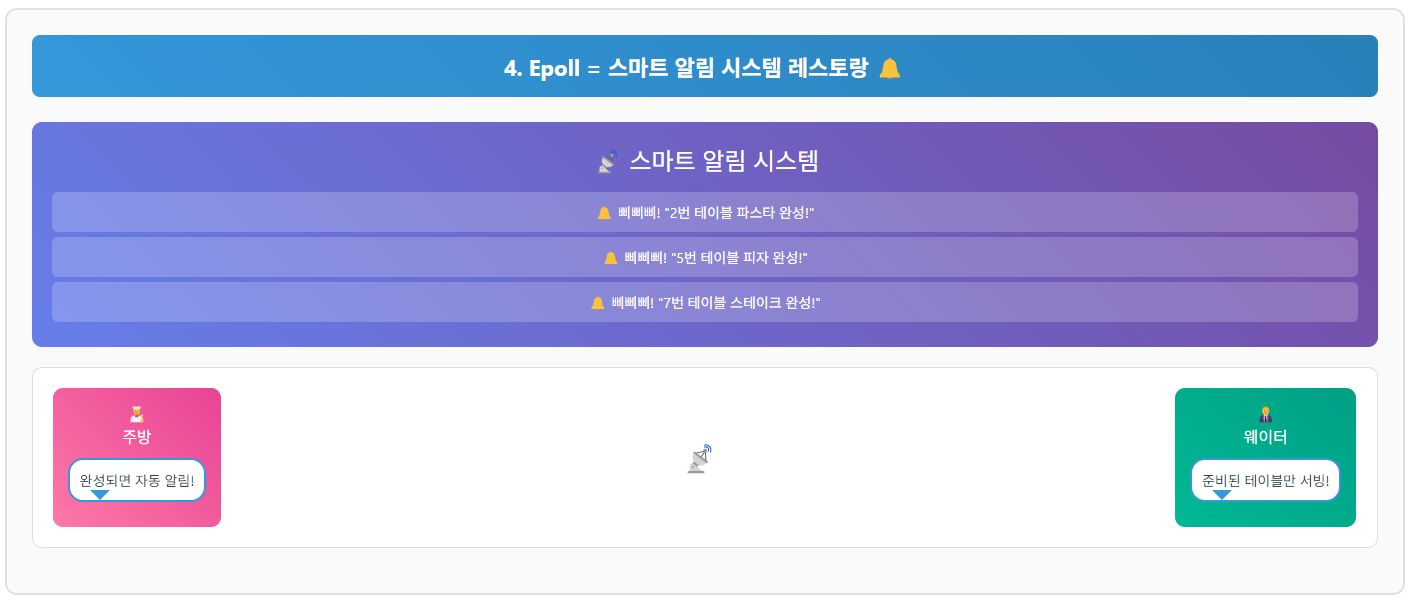 4. Epoll = 스마트 알림 시스템 레스토랑 🔔
📡 스마트 알림 시스템
🔔 삐삐삐! "2번 테이블 파스타 완성!"
🔔 삐삐삐! "5번 테이블 피자 완성!"
🔔 삐삐삐! "7번 테이블 스테이크 완성!"
주방
완성되면 자동 알림!
웨이터
준비된 테이블만 서빙!